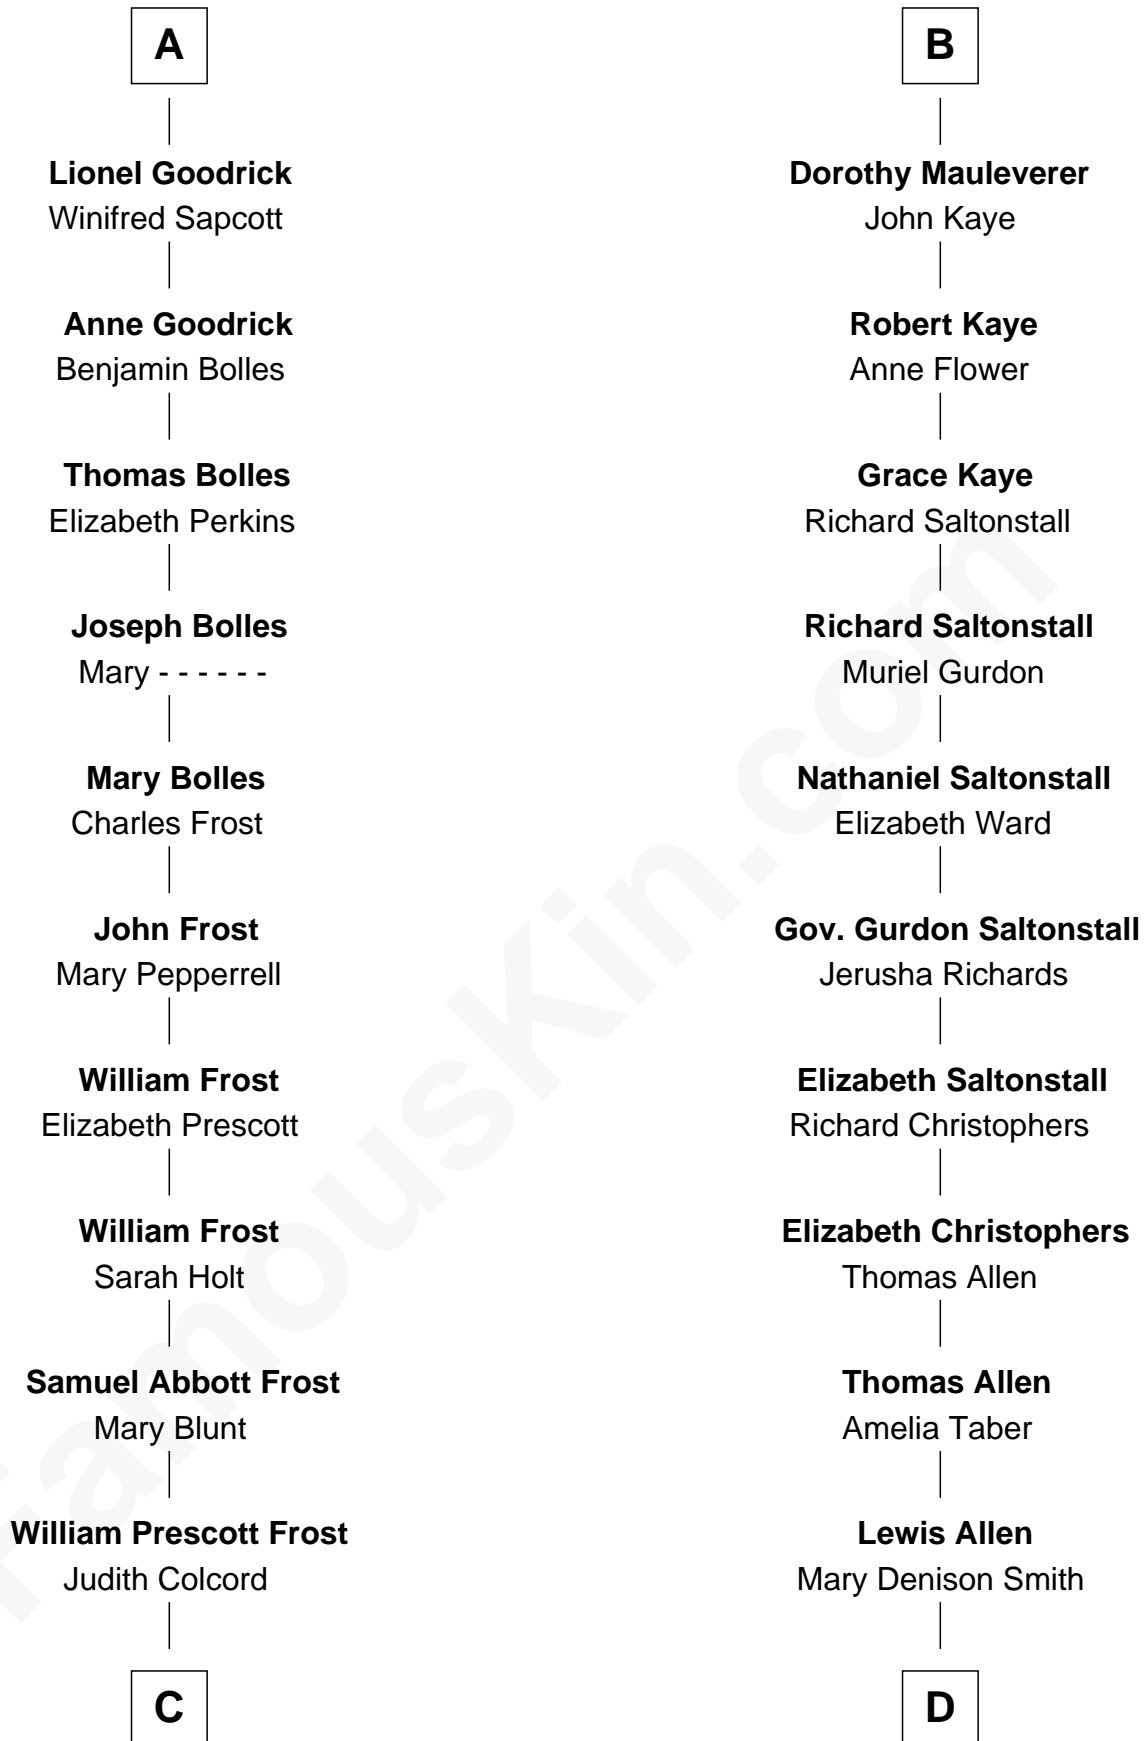 A
Lionel Goodrick
Winifred Sapcott
Anne Goodrick
Benjamin Bolles
Thomas Bolles
Elizabeth Perkins
Joseph Bolles
Mary - - - - - -
Mary Bolles
Charles Frost
John Frost
Mary Pepperrell
William Frost
Elizabeth Prescott
William Frost
Sarah Holt
Samuel Abbott Frost
Mary Blunt
William Prescott Frost
Judith Colcord
C
B
Dorothy Mauleverer
John Kaye
Robert Kaye
Anne Flower
Grace Kaye
Richard Saltonstall
Richard Saltonstall
Muriel Gurdon
Nathaniel Saltonstall
Elizabeth Ward
Gov. Gurdon Saltonstall
Jerusha Richards
Elizabeth Saltonstall
Richard Christophers
Elizabeth Christophers
Thomas Allen
Thomas Allen
Amelia Taber
Lewis Allen
Mary Denison Smith
D
FamousKin.com